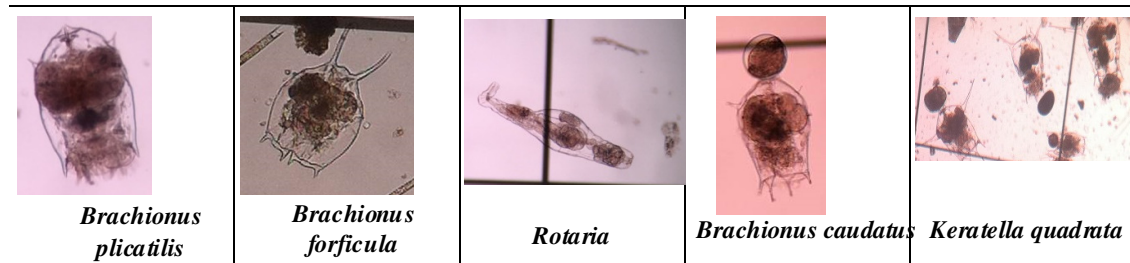 Brachionus
plicatilis
Brachionus
forficula
Rotaria
Brachionus caudatus
Keratella quadrata